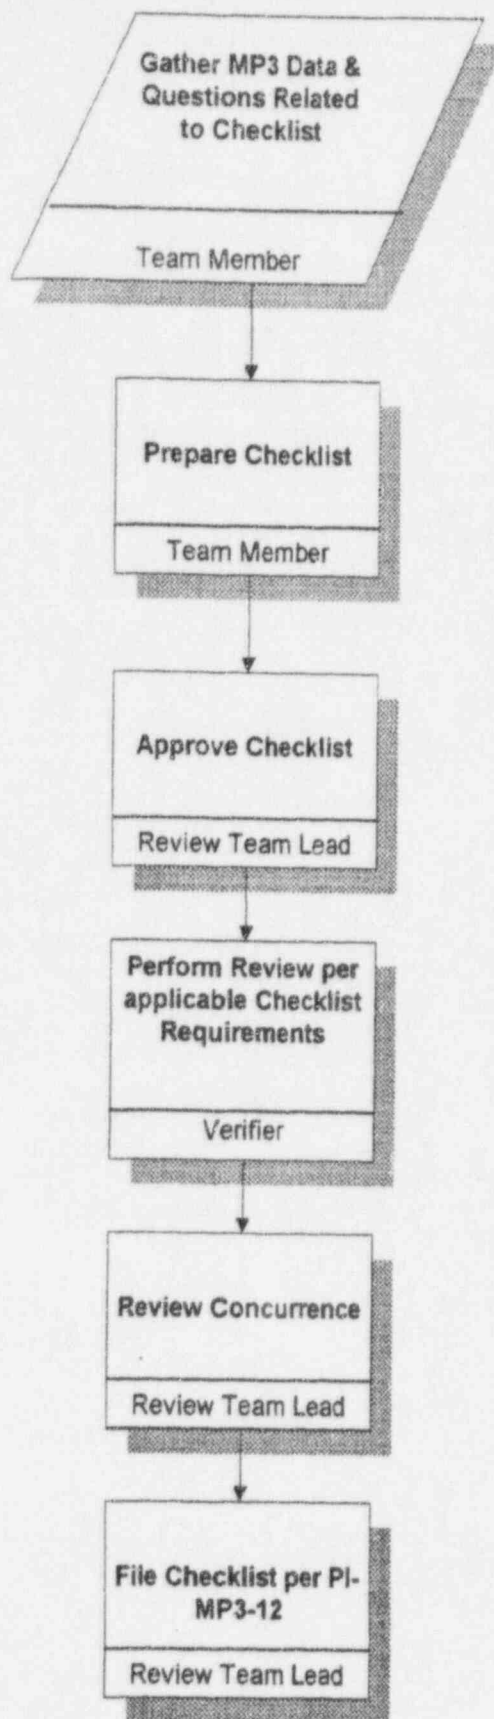 Gather MP3 Data &
Questions Related
to Checklist
Team Member
Prepare Checklist
Team Member
Approve Checklist
Review Team Lead
Perform Review per
applicable Checklist
Requirements
Verifier
Review Concurrence
Review Team Lead
File Checklist per PI-
MP3-12
Review Team Lead